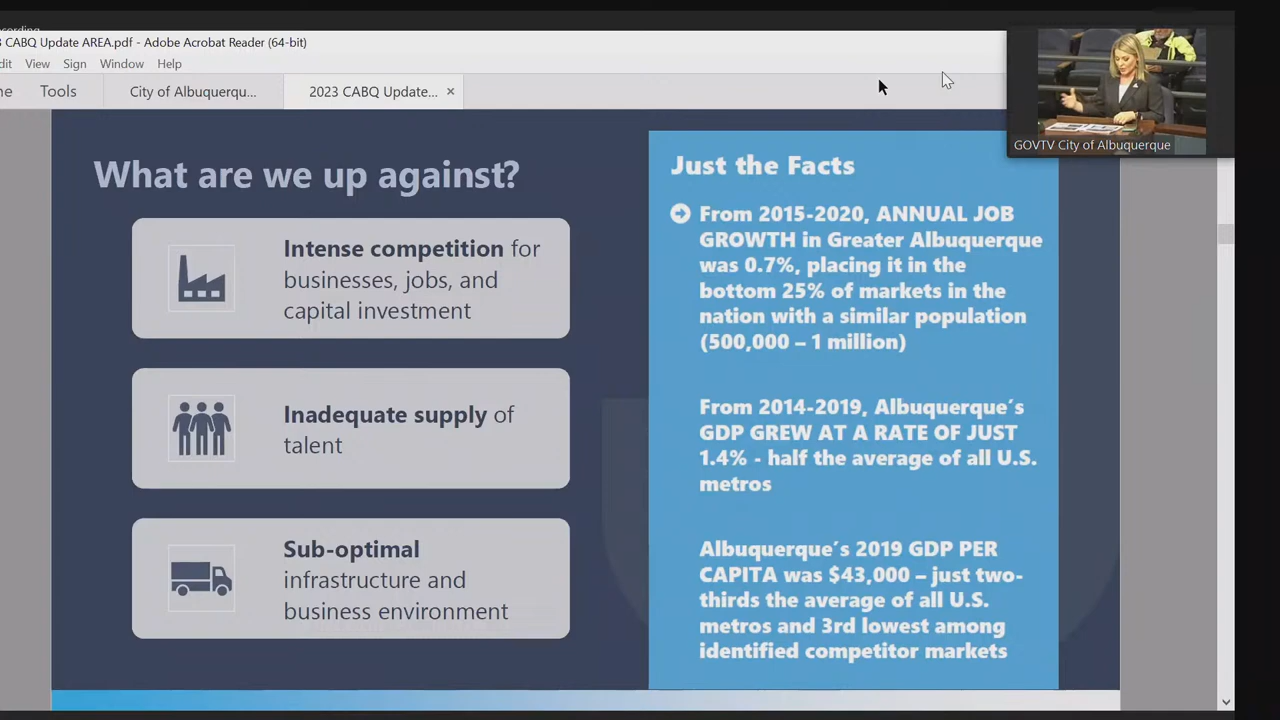 3 CABQ Update AREA.pdf - Adobe Acrobat Reader (64-bit)
dit View Sign Window Help
ne Tools City of Albuquerqu... 2023 CABQ Update... ×
GOVTV City of Albuquerque
What are we up against?
Intense competition for
businesses, jobs, and
capital investment
Inadequate supply of
talent
Sub-optimal
infrastructure and
business environment
Just the Facts
From 2015-2020, ANNUAL JOB
GROWTH in Greater Albuquerque
was 0.7%, placing it in the
bottom 25% of markets in the
nation with a similar population
(500,000 – 1 million)
From 2014-2019, Albuquerque´s
GDP GREW AT A RATE OF JUST
1.4% - half the average of all U.S.
metros
Albuquerque´s 2019 GDP PER
CAPITA was $43,000 – just two-
thirds the average of all U.S.
metros and 3rd lowest among
identified competitor markets